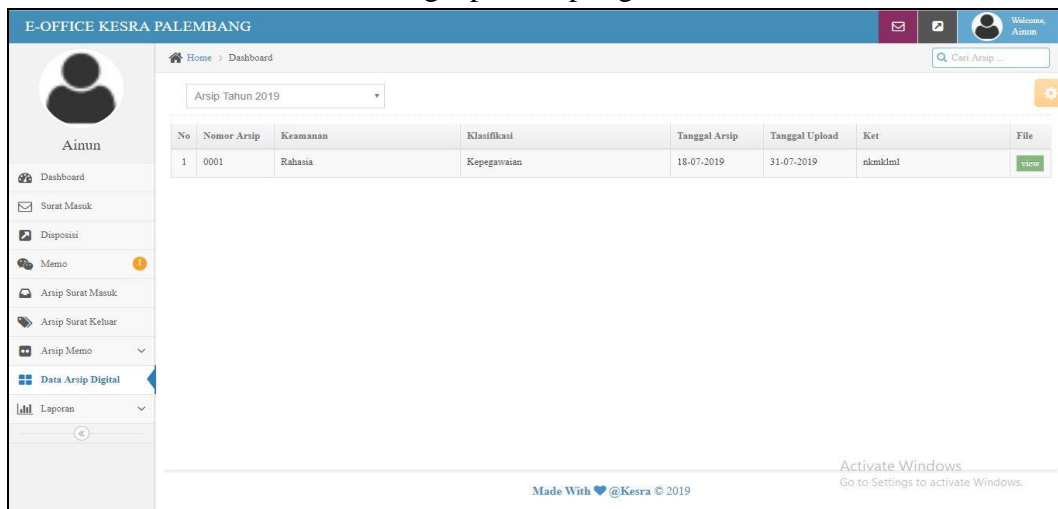 E-OFFICE KESRA PALEMBANG
Welcome,
Ainun
Home > Dashboard
Cari Arsip ...
Ainun
Dashboard
Surat Masuk
Disposisi
Memo 1
Arsip Surat Masuk
Arsip Surat Keluar
Arsip Memo
Data Arsip Digital
Laporan
Arsip Tahun 2019
No Nomor Arsip Keamanan Klasifikasi Tanggal Arsip Tanggal Upload Ket File
1 0001 Rahasia Kepegawaian 18-07-2019 31-07-2019 nkmklml view
Activate Windows
Go to Settings to activate Windows.
Made With @Kesra © 2019